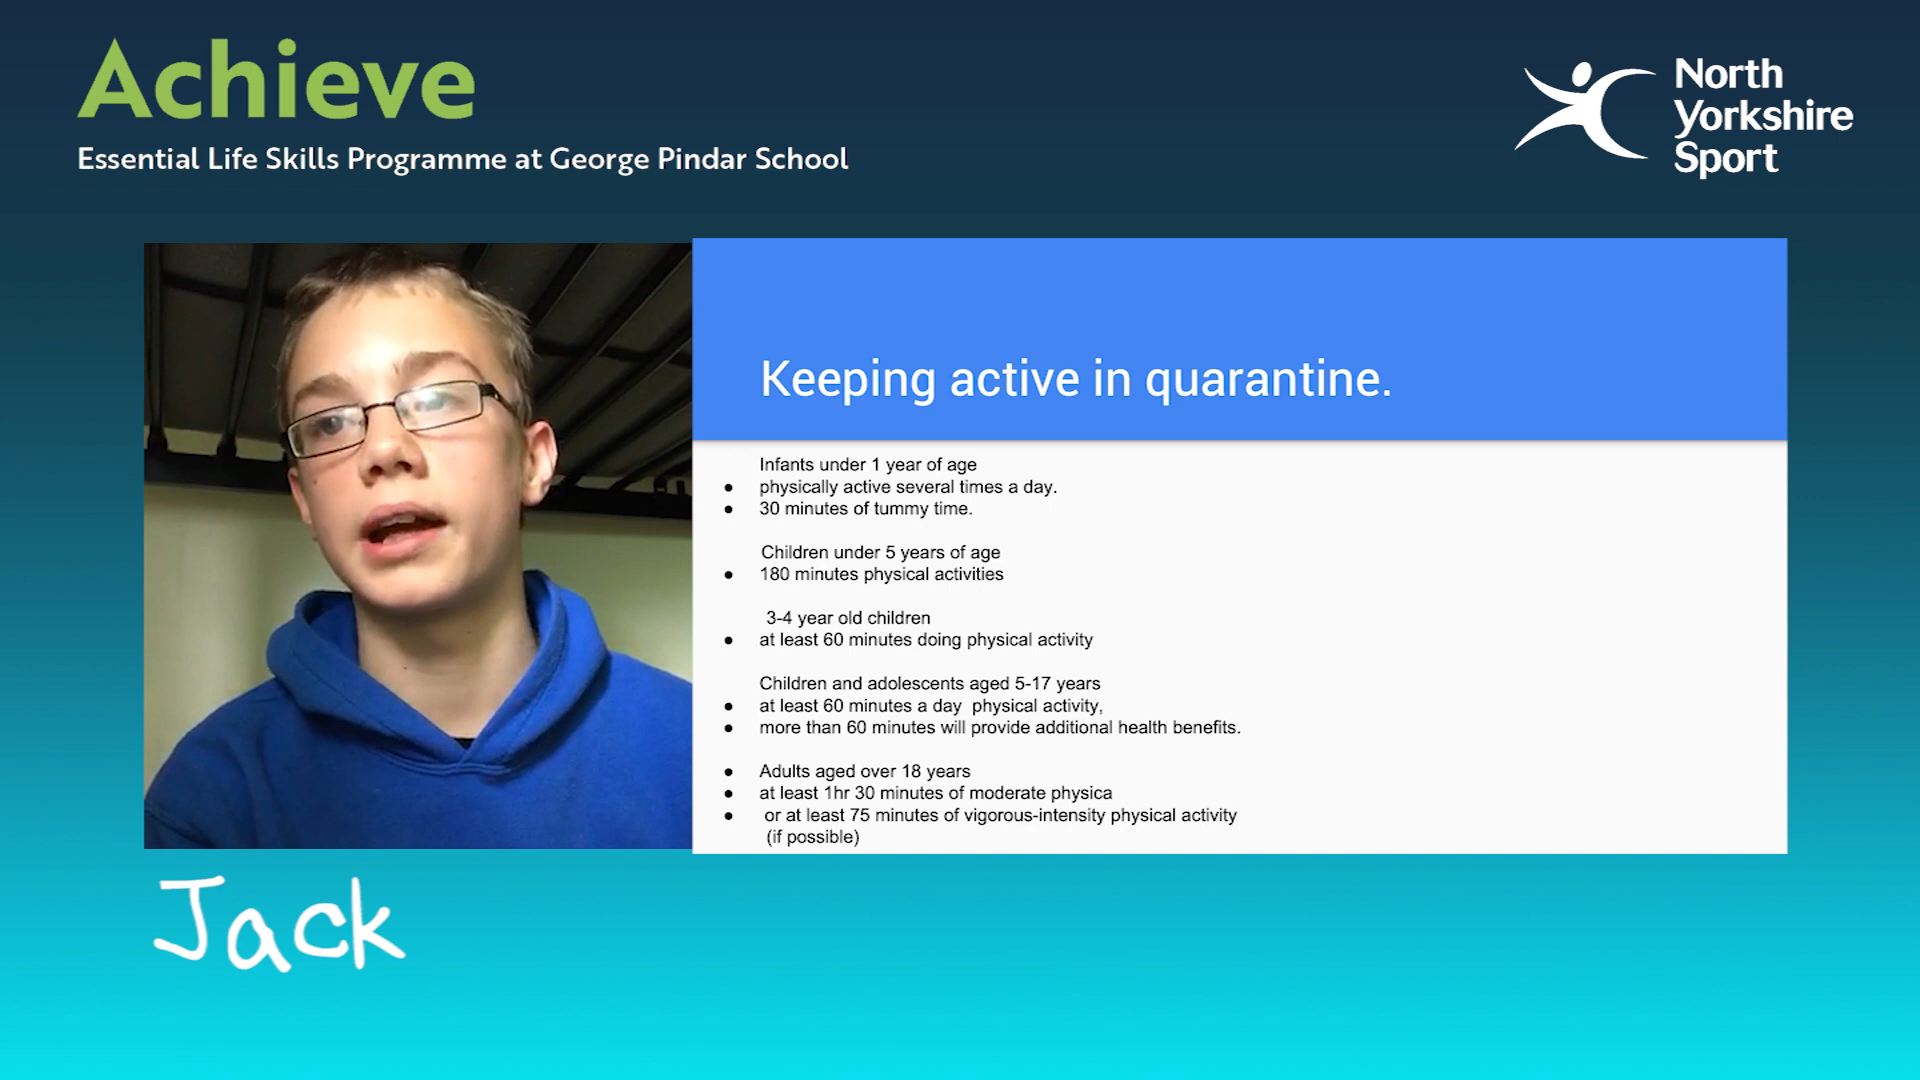 Achieve
Essential Life Skills Programme at George Pindar School
North
Yorkshire
Sport
Keeping active in quarantine.
Infants under 1 year of age
● physically active several times a day.
● 30 minutes of tummy time.
Children under 5 years of age
● 180 minutes physical activities
3-4 year old children
● at least 60 minutes doing physical activity
Children and adolescents aged 5-17 years
● at least 60 minutes a day  physical activity,
● more than 60 minutes will provide additional health benefits.
● Adults aged over 18 years
● at least 1hr 30 minutes of moderate physica
● or at least 75 minutes of vigorous-intensity physical activity
(if possible)
Jack